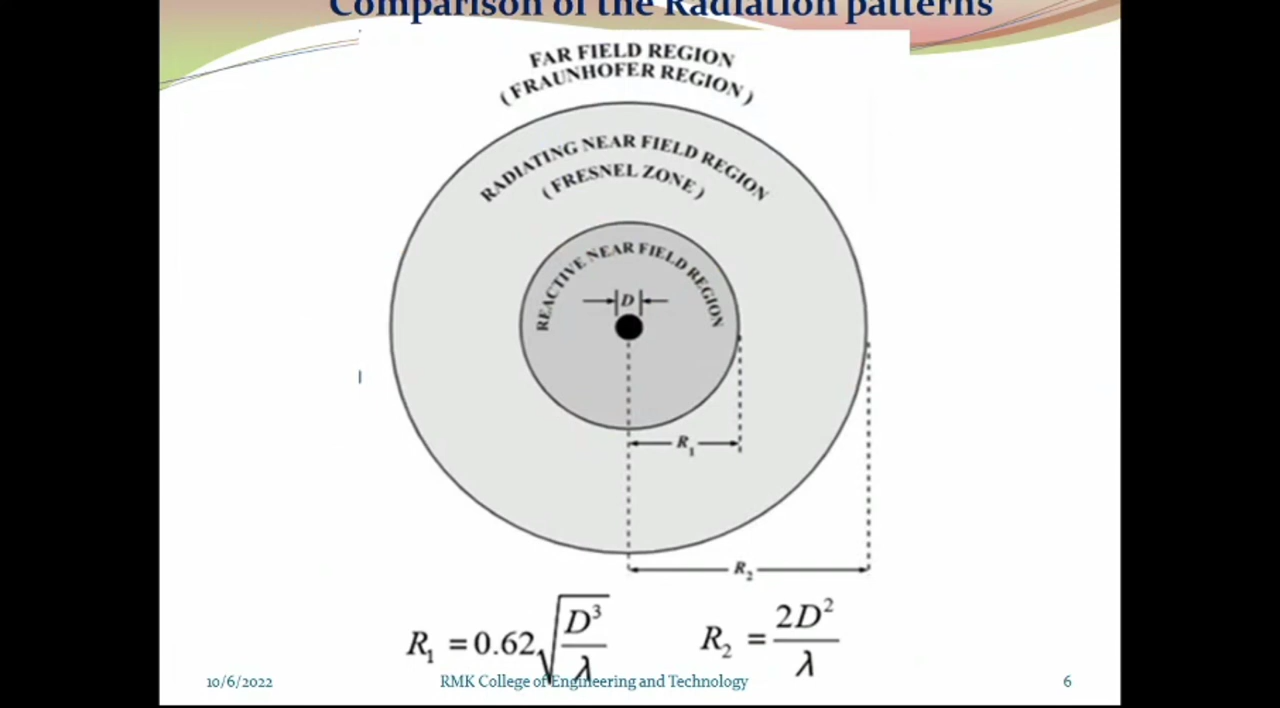 Comparison of the Radiation patterns
FAR FIELD REGION
( FRAUNHOFER REGION )
RADIATING NEAR FIELD REGION
( FRESNEL ZONE )
REACTIVE NEAR FIELD REGION
D
R₁
R₂
R₁ = 0.62√(D³/λ)
R₂ = 2D²/λ
10/6/2022
RMK College of Engineering and Technology
6